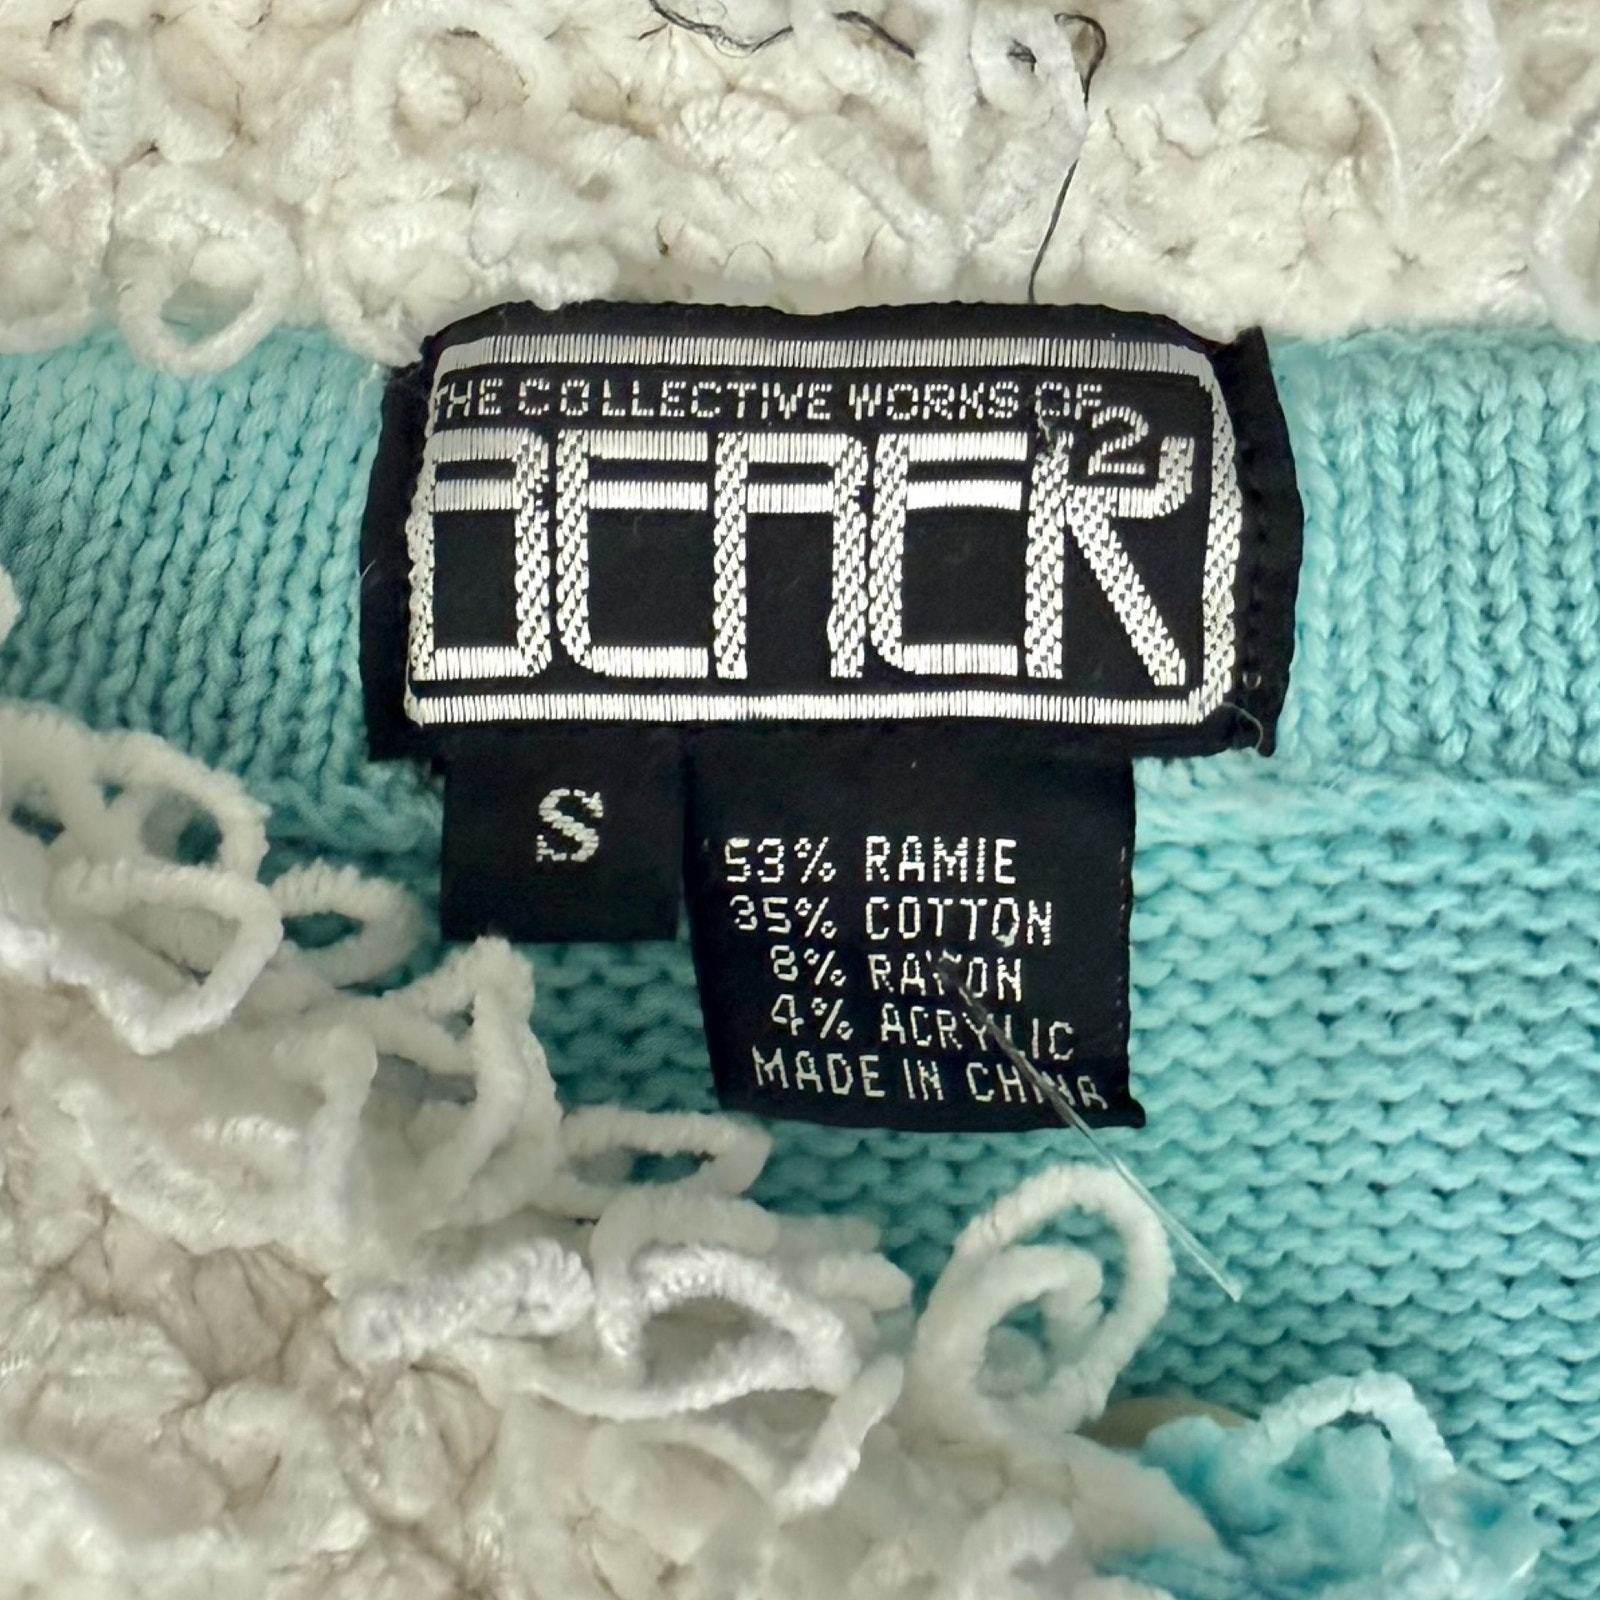 THE COLLECTIVE WORKS OF
BEREK 2
S
53% RAMIE
35% COTTON
8% RAYON
4% ACRYLIC
MADE IN CHINA